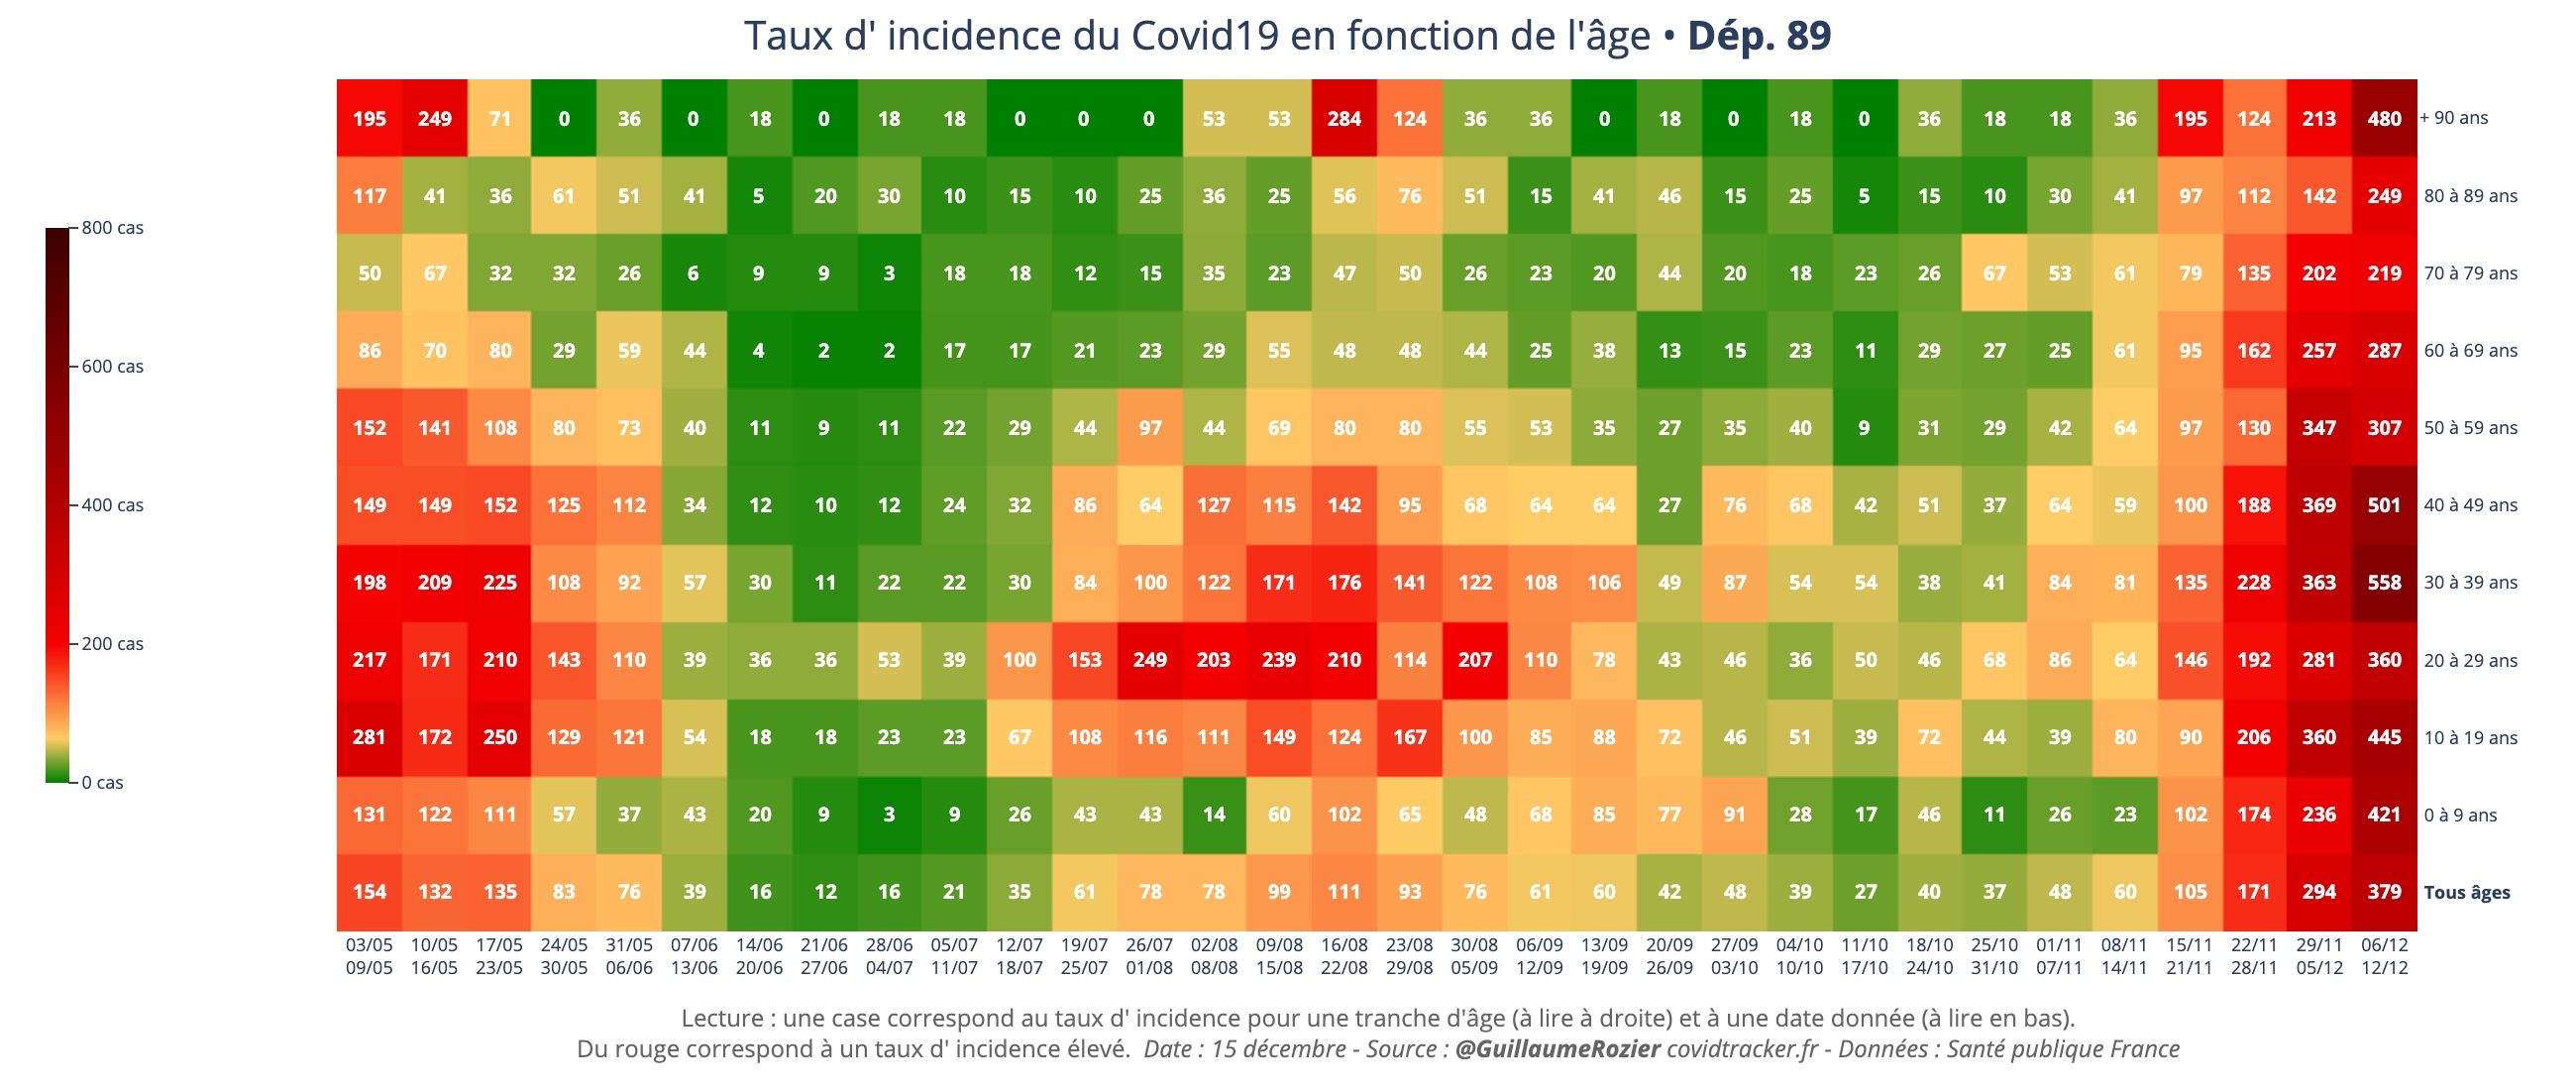 Taux d' incidence du Covid19 en fonction de l'âge • Dép. 89
195 249 71 0 36 0 18 0 18 18 0 0 0 53 53 284 124 36 36 0 18 0 18 0 36 18 18 36 195 124 213 480 + 90 ans
117 41 36 61 51 41 5 20 30 10 15 10 25 36 25 56 76 51 15 41 46 15 25 5 15 10 30 41 97 112 142 249 80 à 89 ans
50 67 32 32 26 6 9 9 3 18 18 12 15 35 23 47 50 26 23 20 44 20 18 23 26 67 53 61 79 135 202 219 70 à 79 ans
86 70 80 29 59 44 4 2 2 17 17 21 23 29 55 48 48 44 25 38 13 15 23 11 29 27 25 61 95 162 257 287 60 à 69 ans
152 141 108 80 73 40 11 9 11 22 29 44 97 44 69 80 80 55 53 35 27 35 40 9 31 29 42 64 97 130 347 307 50 à 59 ans
149 149 152 125 112 34 12 10 12 24 32 86 64 127 115 142 95 68 64 64 27 76 68 42 51 37 64 59 100 188 369 501 40 à 49 ans
198 209 225 108 92 57 30 11 22 22 30 84 100 122 171 176 141 122 108 106 49 87 54 54 38 41 84 81 135 228 363 558 30 à 39 ans
217 171 210 143 110 39 36 36 53 39 100 153 249 203 239 210 114 207 110 78 43 46 36 50 46 68 86 64 146 192 281 360 20 à 29 ans
281 172 250 129 121 54 18 18 23 23 67 108 116 111 149 124 167 100 85 88 72 46 51 39 72 44 39 80 90 206 360 445 10 à 19 ans
131 122 111 57 37 43 20 9 3 9 26 43 43 14 60 102 65 48 68 85 77 91 28 17 46 11 26 23 102 174 236 421 0 à 9 ans
154 132 135 83 76 39 16 12 16 21 35 61 78 78 99 111 93 76 61 60 42 48 39 27 40 37 48 60 105 171 294 379 Tous âges
03/05 10/05 17/05 24/05 31/05 07/06 14/06 21/06 28/06 05/07 12/07 19/07 26/07 02/08 09/08 16/08 23/08 30/08 06/09 13/09 20/09 27/09 04/10 11/10 18/10 25/10 01/11 08/11 15/11 22/11 29/11 06/12
09/05 16/05 23/05 30/05 06/06 13/06 20/06 27/06 04/07 11/07 18/07 25/07 01/08 08/08 15/08 22/08 29/08 05/09 12/09 19/09 26/09 03/10 10/10 17/10 24/10 31/10 07/11 14/11 21/11 28/11 05/12 12/12
800 cas
600 cas
400 cas
200 cas
0 cas
Lecture : une case correspond au taux d' incidence pour une tranche d'âge (à lire à droite) et à une date donnée (à lire en bas).
Du rouge correspond à un taux d' incidence élevé. Date : 15 décembre - Source : @GuillaumeRozier covidtracker.fr - Données : Santé publique France